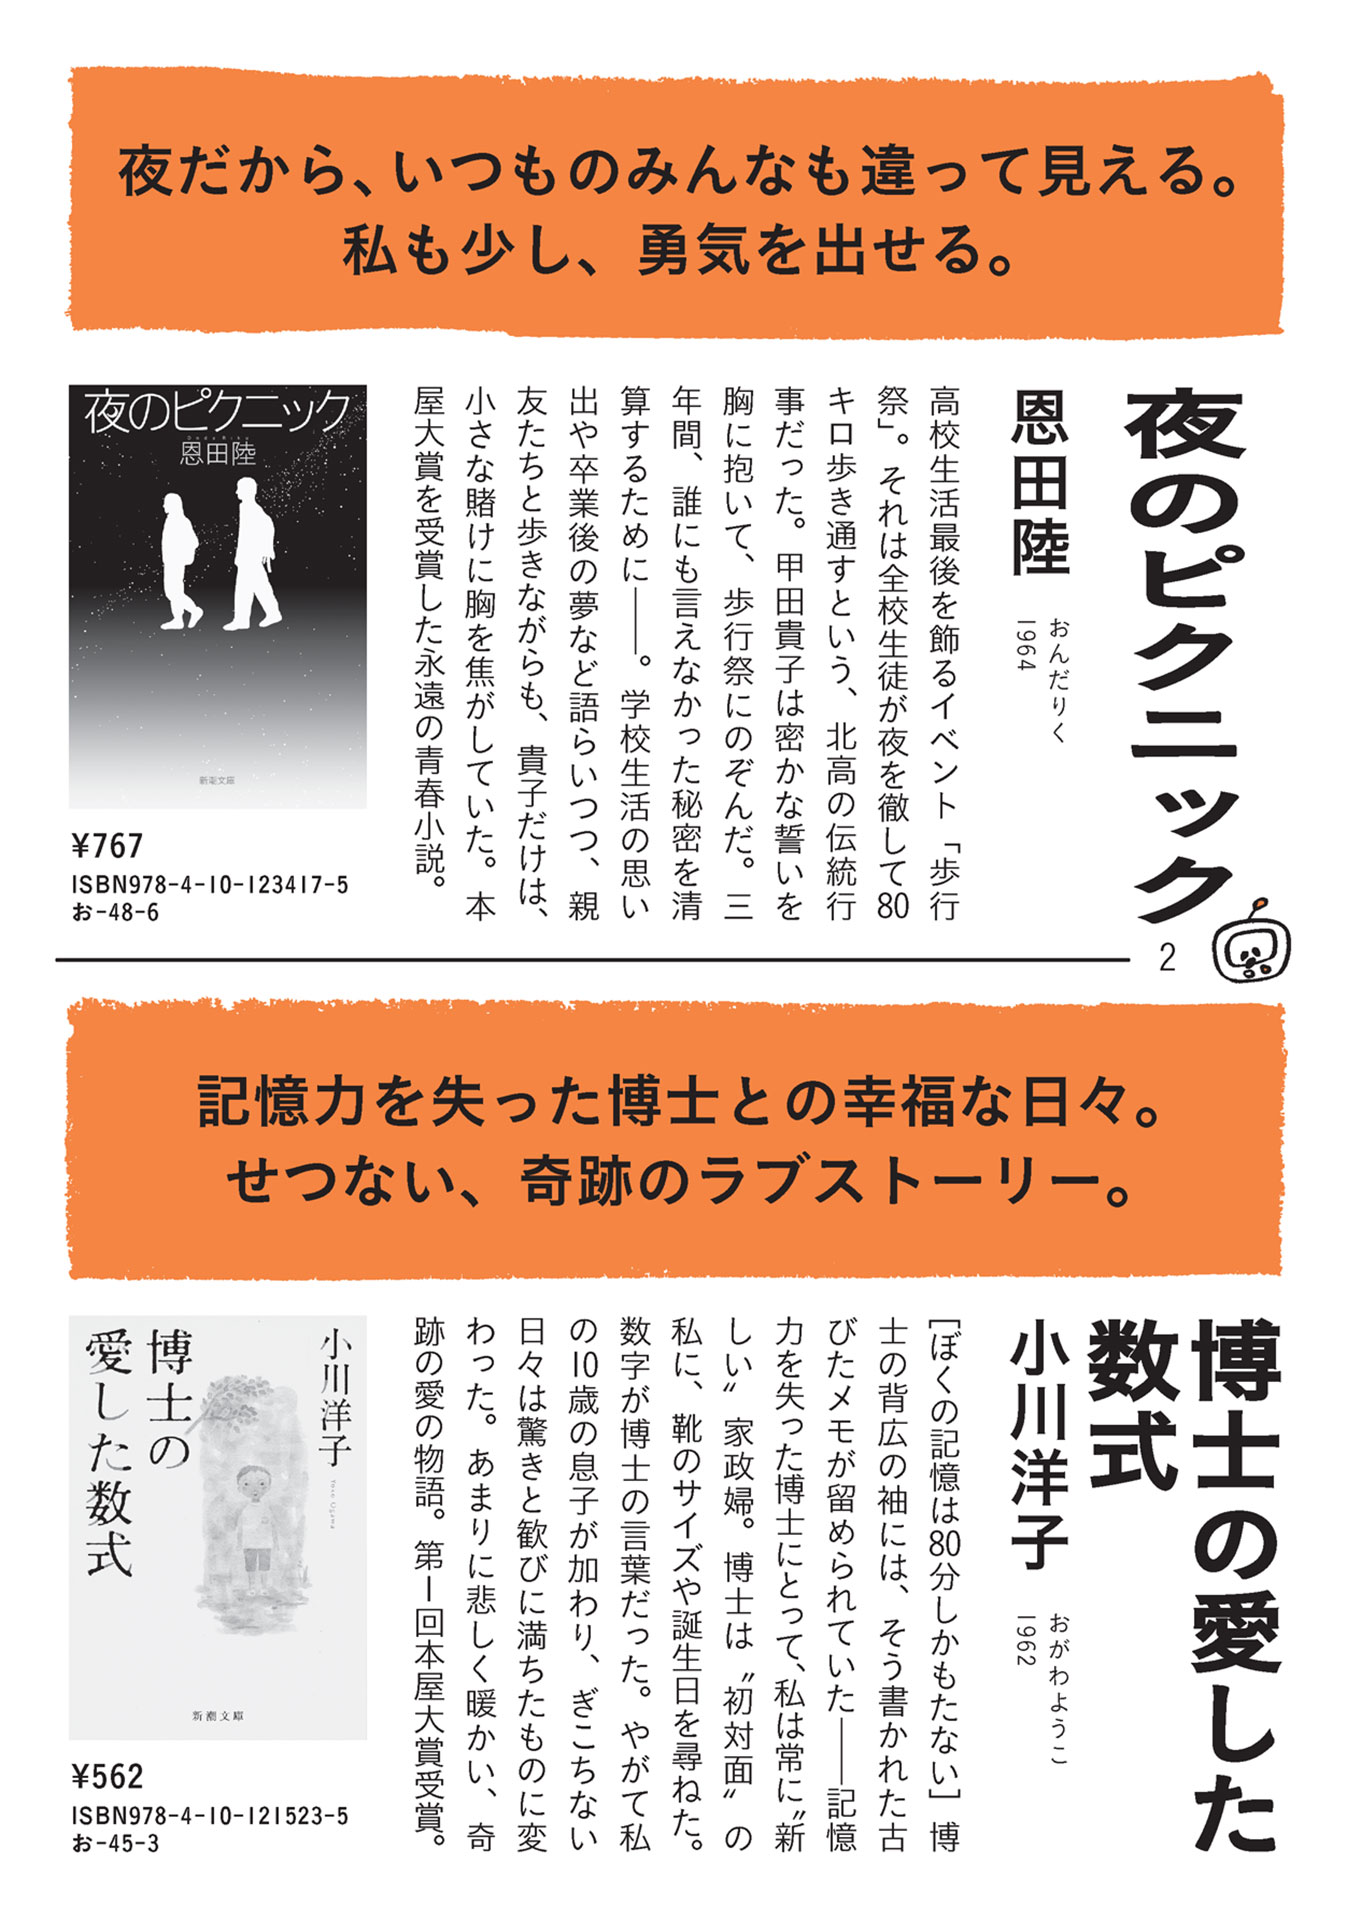 夜だから、いつものみんなも違って見える。
私も少し、勇気を出せる。
夜のピクニック
恩田陸
おんだりく
1964
高校生活最後を飾るイベント「歩行
祭」。それは全校生徒が夜を徹して80
キロ歩き通すという、北高の伝統行
事だった。甲田貴子は密かな誓いを
胸に抱いて、歩行祭にのぞんだ。三
年間、誰にも言えなかった秘密を清
算するために――。学校生活の思い
出や卒業後の夢など語らいつつ、親
友たちと歩きながらも、貴子だけは、
小さな賭けに胸を焦がしていた。本
屋大賞を受賞した永遠の青春小説。
夜のピクニック
恩田陸
新潮文庫
¥767
ISBN978-4-10-123417-5
お-48-6
2
記憶力を失った博士との幸福な日々。
せつない、奇跡のラブストーリー。
博士の愛した
数式
小川洋子
おがわようこ
1962
[ぼくの記憶は80分しかもたない]博
士の背広の袖には、そう書かれた古
びたメモが留められていた――記憶
力を失った博士にとって、私は常に〝新
しい〟家政婦。博士は〝初対面〟の
私に、靴のサイズや誕生日を尋ねた。
数字が博士の言葉だった。やがて私
の10歳の息子が加わり、ぎこちない
日々は驚きと歓びに満ちたものに変
わった。あまりに悲しく暖かい、奇
跡の愛の物語。第1回本屋大賞受賞。
小川洋子
Yoko Ogawa
博士の
愛した数式
新潮文庫
¥562
ISBN978-4-10-121523-5
お-45-3